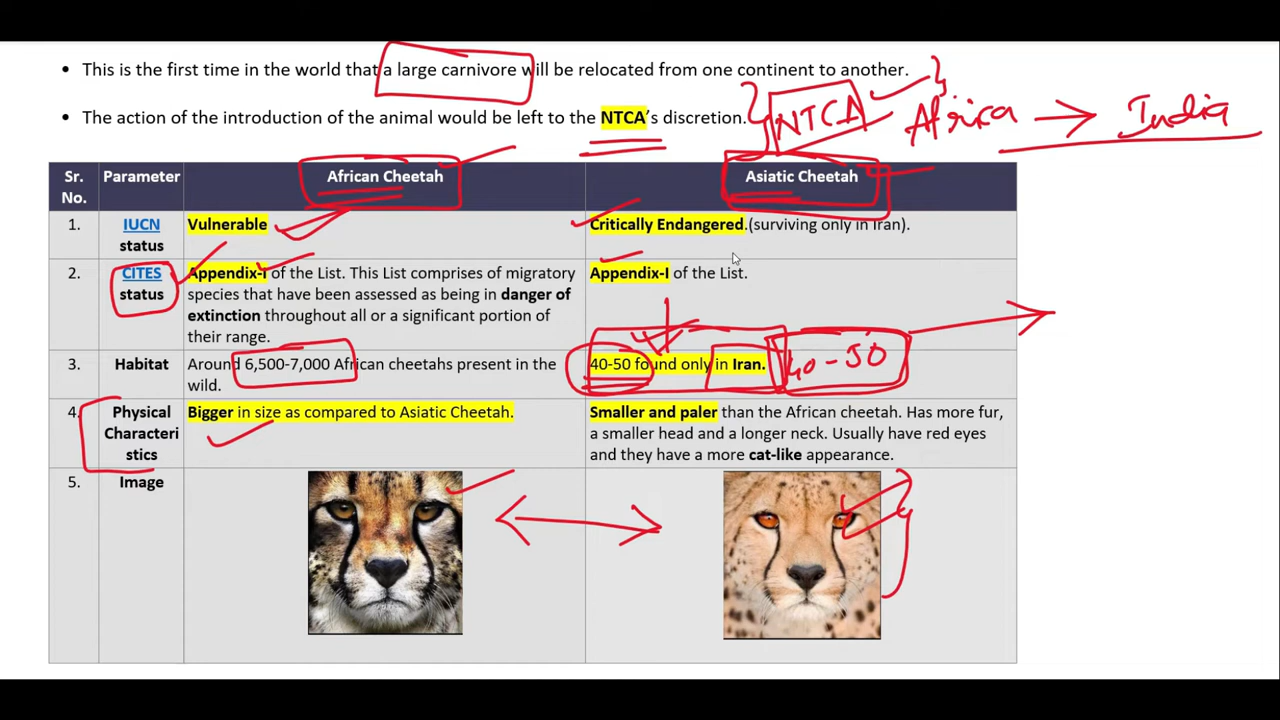 • This is the first time in the world that a large carnivore will be relocated from one continent to another.
• The action of the introduction of the animal would be left to the NTCA's discretion.
NTCA Africa → India
Sr. No. Parameter African Cheetah Asiatic Cheetah
1. IUCN status
Vulnerable
Critically Endangered.(surviving only in Iran).
2. CITES status
Appendix-I of the List. This List comprises of migratory
species that have been assessed as being in danger of
extinction throughout all or a significant portion of
their range.
Appendix-I of the List.
3. Habitat
Around 6,500-7,000 African cheetahs present in the
wild.
40-50 found only in Iran.
40-50
4. Physical
Characteri
stics
Bigger in size as compared to Asiatic Cheetah.
Smaller and paler than the African cheetah. Has more fur,
a smaller head and a longer neck. Usually have red eyes
and they have a more cat-like appearance.
5. Image